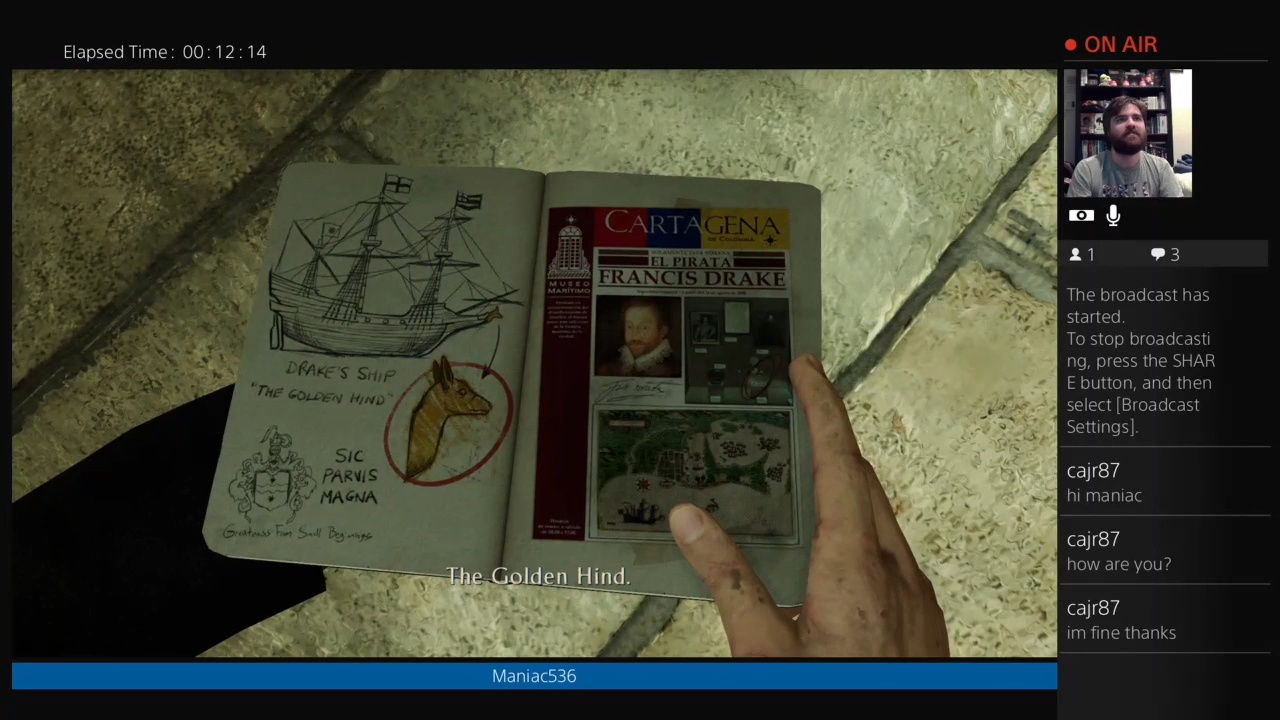 Elapsed Time: 00:12:14
ON AIR
1
3
The broadcast has
started.
To stop broadcasti
ng, press the SHAR
E button, and then
select [Broadcast
Settings].
cajr87
hi maniac
cajr87
how are you?
cajr87
im fine thanks
DRAKE'S SHIP
"THE GOLDEN HIND"
SIC
PARVIS
MAGNA
Greatness From Small Beginnings
CARTAGENA
DE COLOMBIA
EL PIRATA
FRANCIS DRAKE
MUSEO
MARÍTIMO
The Golden Hind.
Maniac536